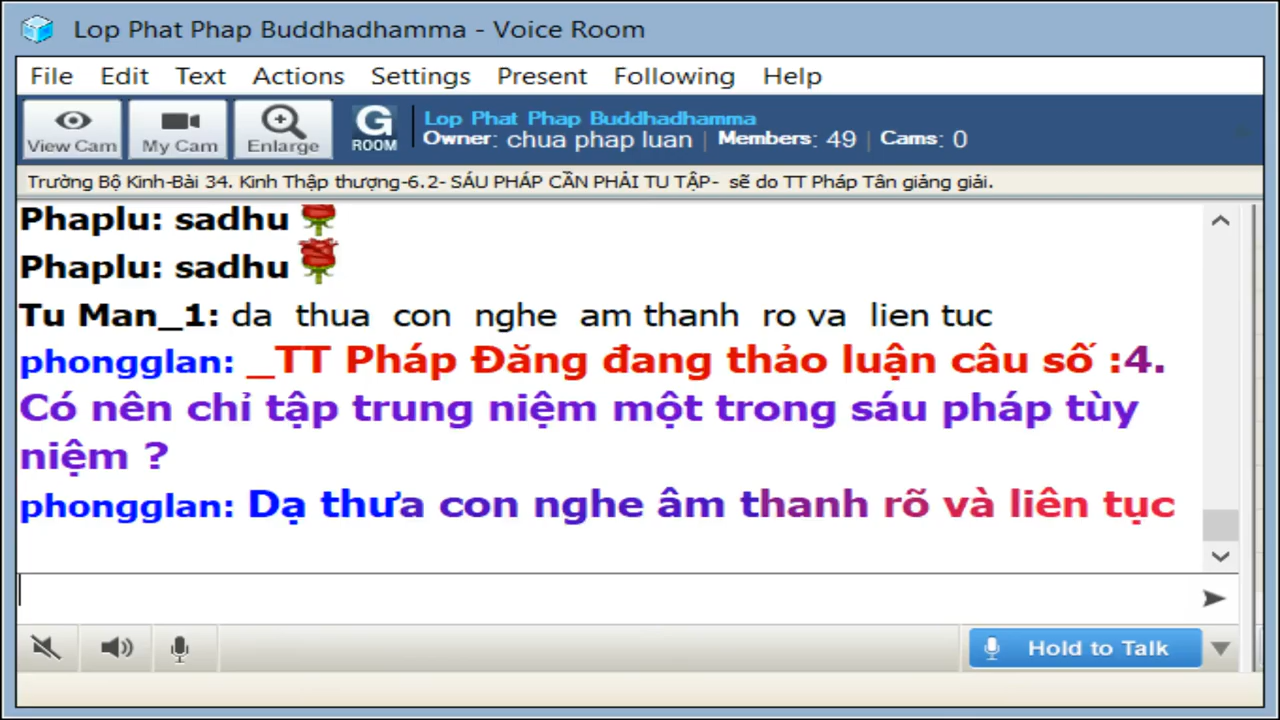 Lop Phat Phap Buddhadhamma - Voice Room
File Edit Text Actions Settings Present Following Help
View Cam My Cam Enlarge G ROOM
Lop Phat Phap Buddhadhamma
Owner: chua phap luan | Members: 49 | Cams: 0
Trường Bộ Kinh-Bài 34. Kinh Thập thượng-6.2- SÁU PHÁP CẦN PHẢI TU TẬP- sẽ do TT Pháp Tân giảng giải.
Phaplu: sadhu
Phaplu: sadhu
Tu Man_1: da thua con nghe am thanh ro va lien tuc
phongglan: _TT Pháp Đăng đang thảo luận câu số :4.
Có nên chỉ tập trung niệm một trong sáu pháp tùy
niệm ?
phongglan: Dạ thưa con nghe âm thanh rõ và liên tục
Hold to Talk